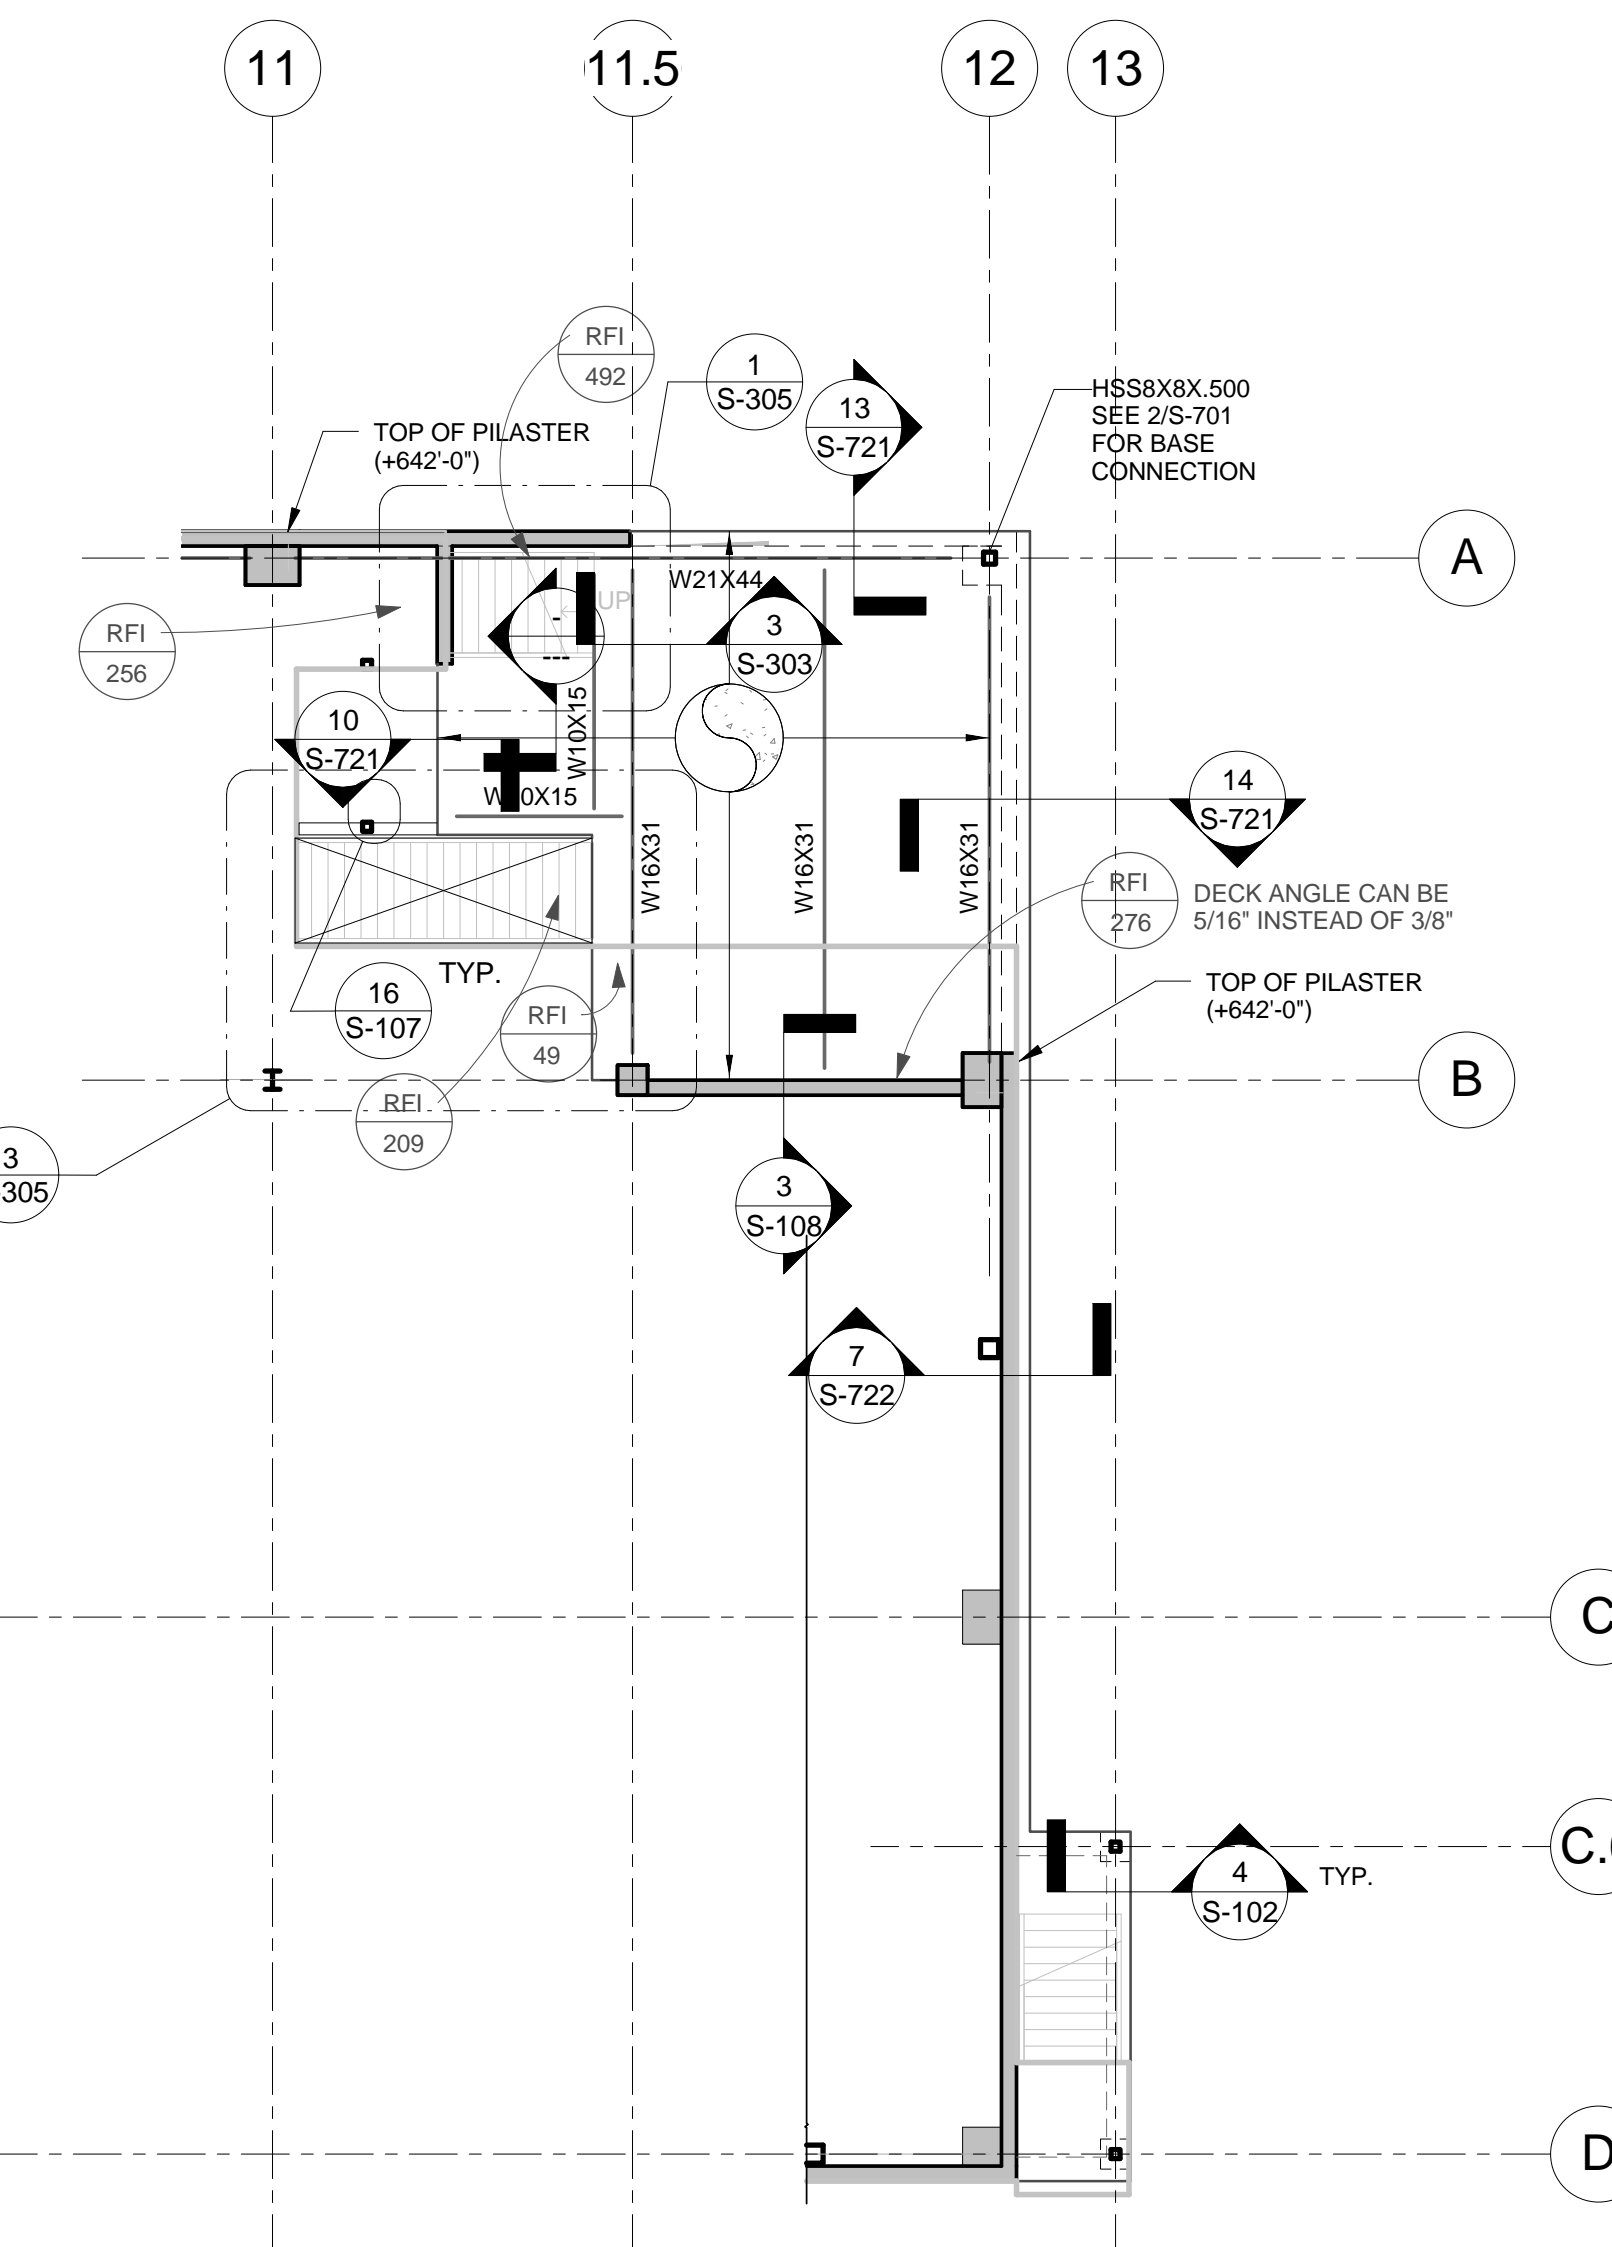 11
11.5
12
13
RFI
492
1
S-305
13
S-721
HSS8X8X.500
SEE 2/S-701
FOR BASE
CONNECTION
TOP OF PILASTER
(+642'-0")
A
W21X44
UP
-
---
3
S-303
RFI
256
10
S-721
W10X15
W10X15
W16X31
W16X31
W16X31
14
S-721
RFI
276
DECK ANGLE CAN BE
5/16" INSTEAD OF 3/8"
TYP.
16
S-107
RFI
49
TOP OF PILASTER
(+642'-0")
B
RFI
209
3
-305
3
S-108
7
S-722
C
C.
4
S-102
TYP.
D